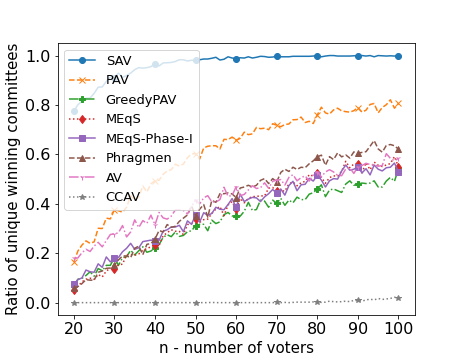 Ratio of unique winning committees
1.0
0.8
0.6
0.4
0.2
0.0
SAV
PAV
GreedyPAV
MEqS
MEqS-Phase-I
Phragmen
AV
CCAV
20 30 40 50 60 70 80 90 100
n - number of voters